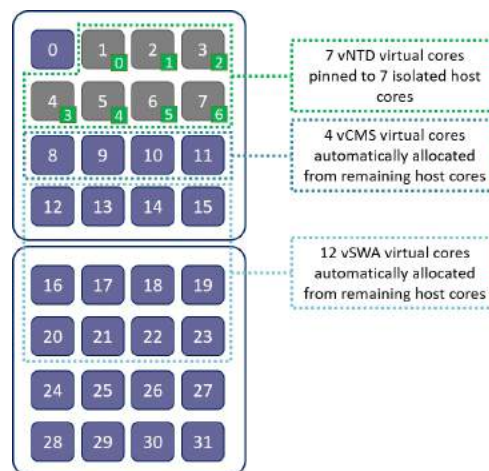 0 1 2 3
0 1 2
4 5 6 7
3 4 5 6
8 9 10 11
12 13 14 15
16 17 18 19
20 21 22 23
24 25 26 27
28 29 30 31
7 vNTD virtual cores
pinned to 7 isolated host
cores
4 vCMS virtual cores
automatically allocated
from remaining host cores
12 vSWA virtual cores
automatically allocated
from remaining host cores